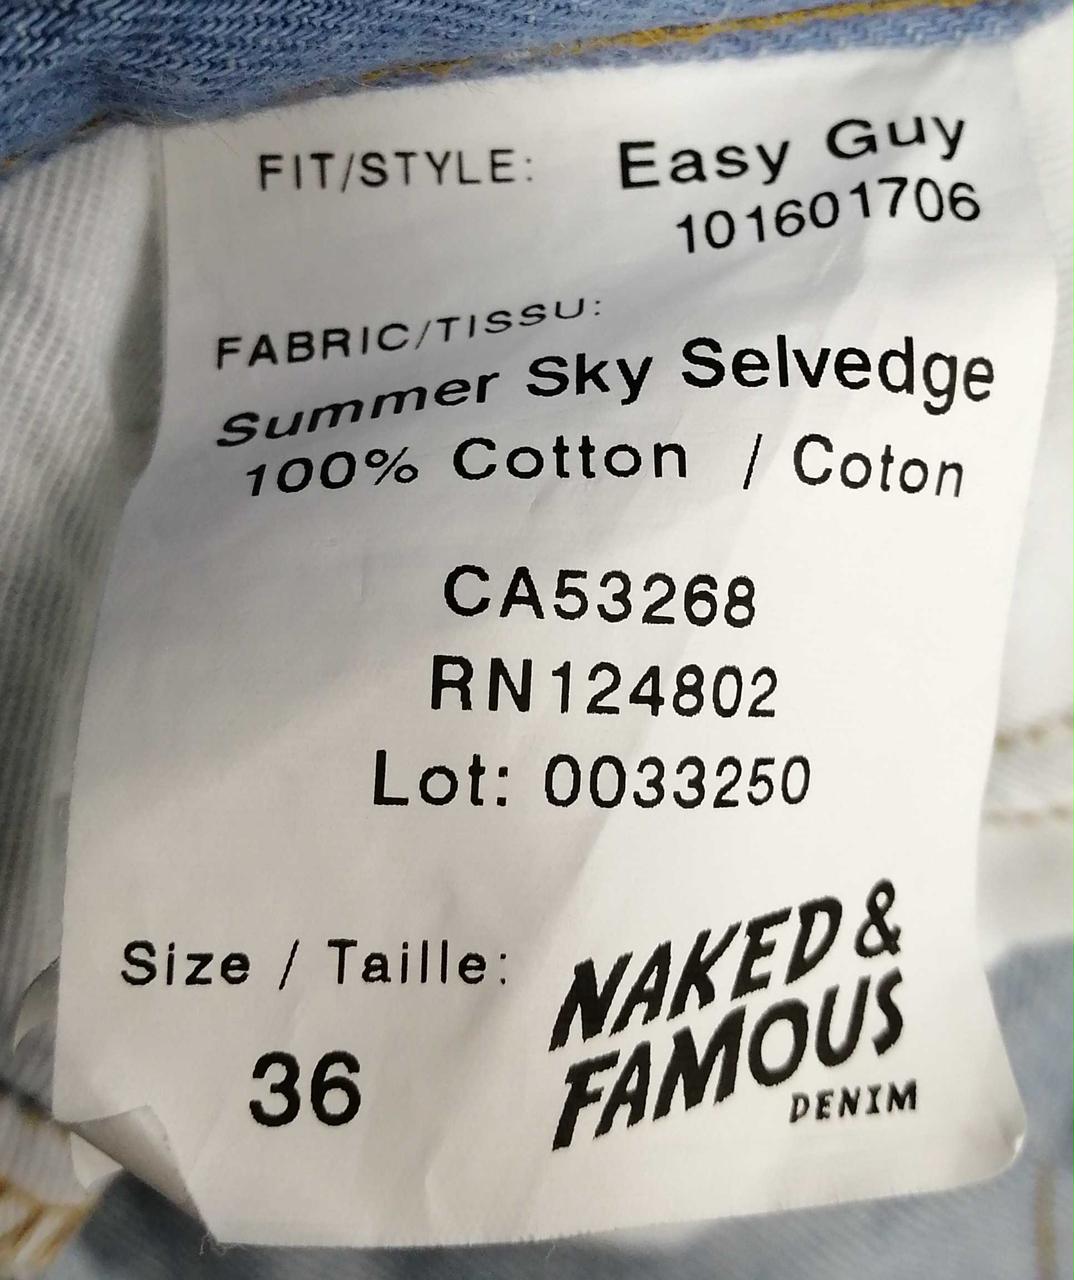 FIT/STYLE: Easy Guy
101601706
FABRIC/TISSU:
Summer Sky Selvedge
100% Cotton / Coton
CA53268
RN124802
Lot: 0033250
Size / Taille:
36
NAKED &
FAMOUS
DENIM